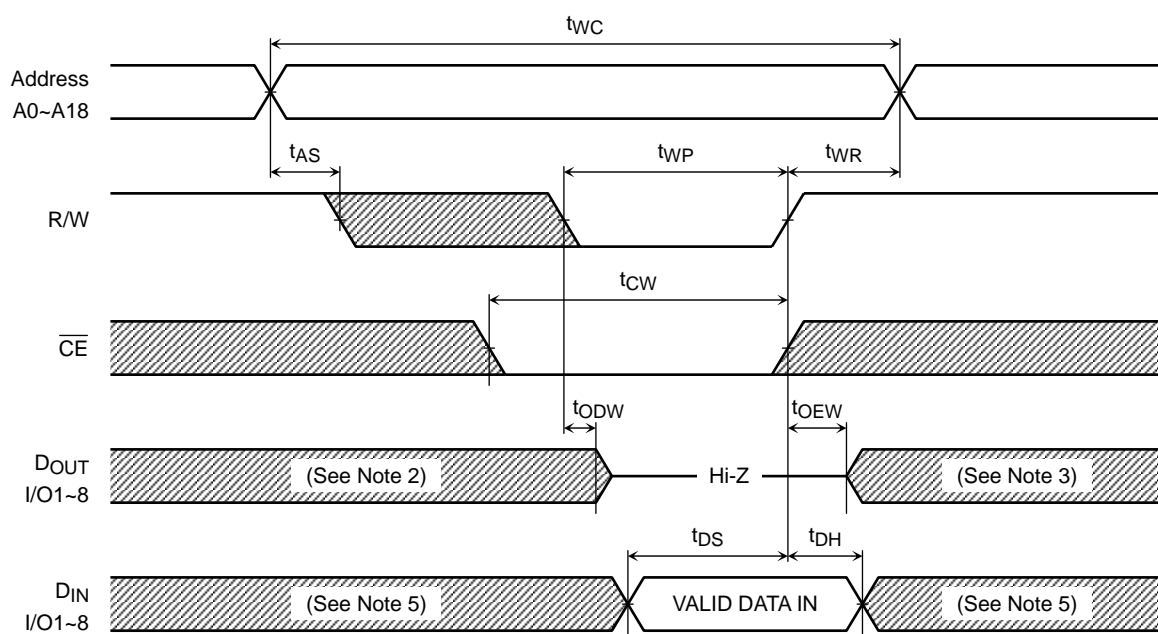 tWC
Address
A0~A18
tAS
tWP
tWR
R/W
tCW
CE
tODW
tOEW
DOUT
I/O1~8
(See Note 2)
Hi-Z
(See Note 3)
tDS
tDH
DIN
I/O1~8
(See Note 5)
VALID DATA IN
(See Note 5)